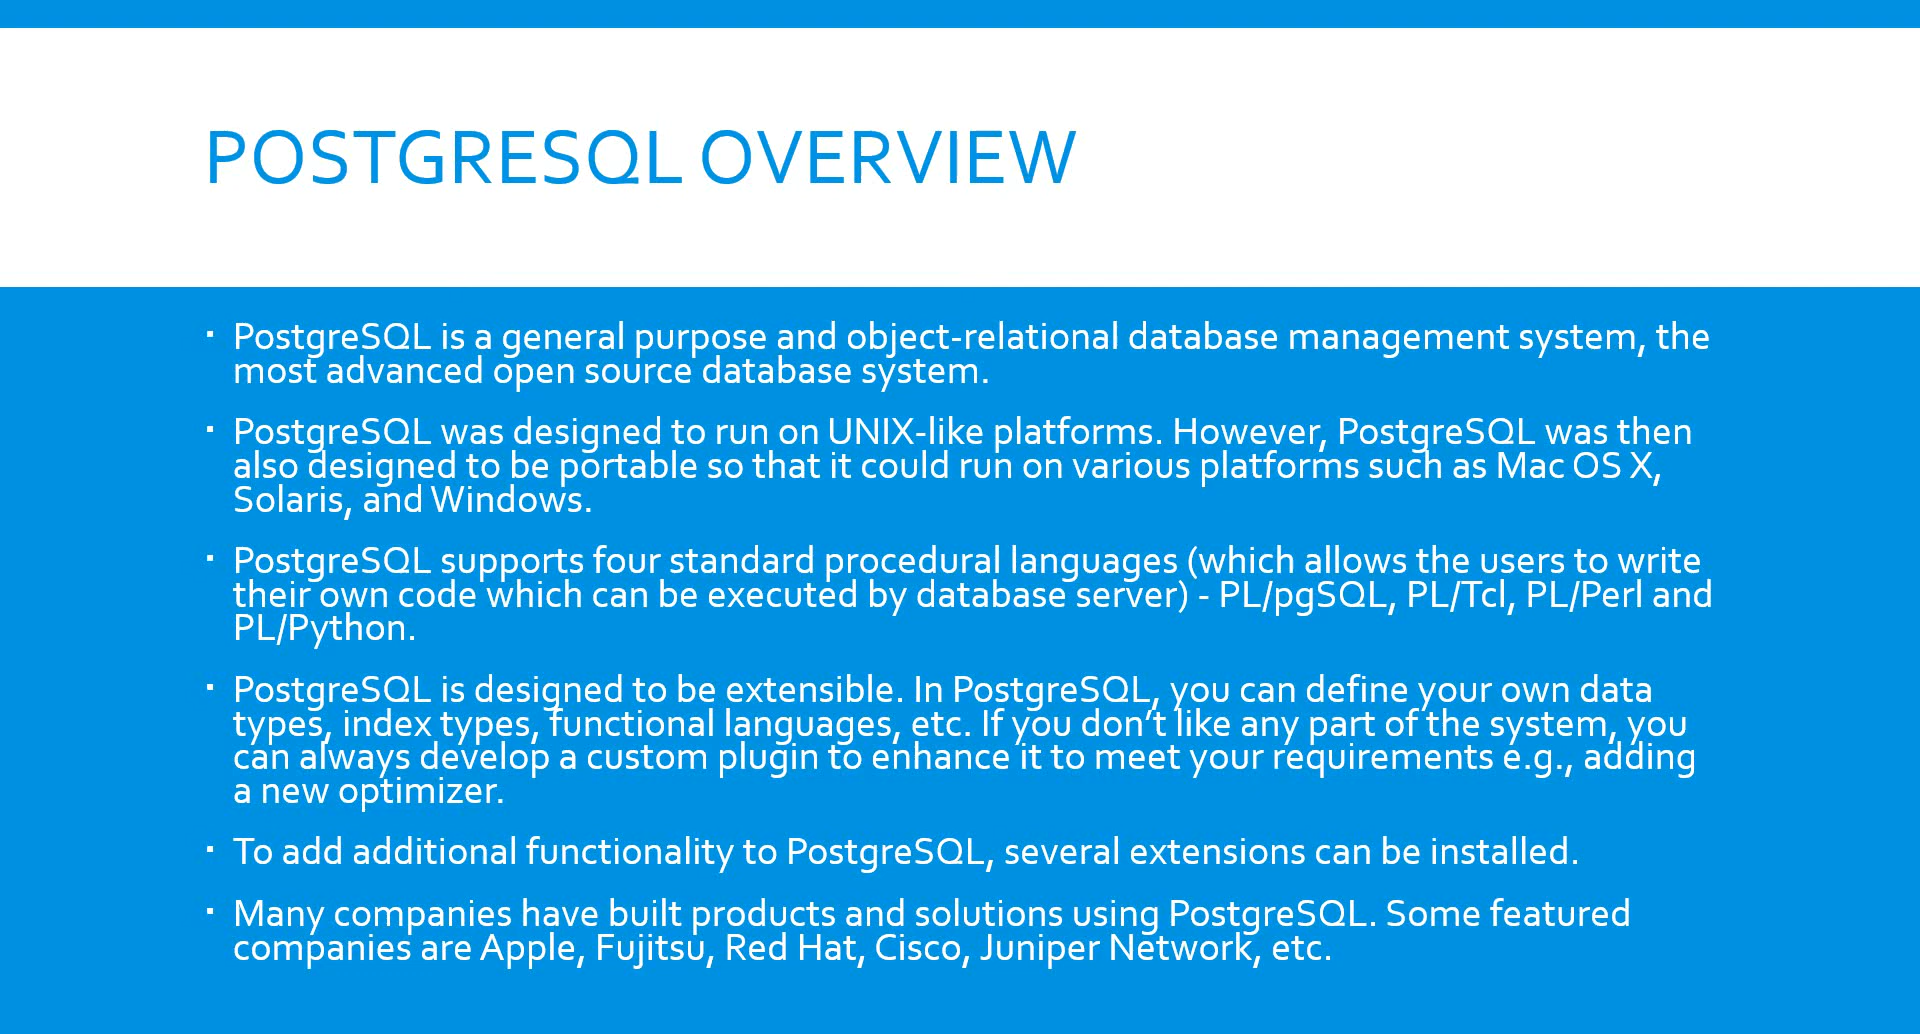 POSTGRESQL OVERVIEW
▪ PostgreSQL is a general purpose and object-relational database management system, the
most advanced open source database system.
▪ PostgreSQL was designed to run on UNIX-like platforms. However, PostgreSQL was then
also designed to be portable so that it could run on various platforms such as Mac OS X,
Solaris, and Windows.
▪ PostgreSQL supports four standard procedural languages (which allows the users to write
their own code which can be executed by database server) - PL/pgSQL, PL/Tcl, PL/Perl and
PL/Python.
▪ PostgreSQL is designed to be extensible. In PostgreSQL, you can define your own data
types, index types, functional languages, etc. If you don’t like any part of the system, you
can always develop a custom plugin to enhance it to meet your requirements e.g., adding
a new optimizer.
▪ To add additional functionality to PostgreSQL, several extensions can be installed.
▪ Many companies have built products and solutions using PostgreSQL. Some featured
companies are Apple, Fujitsu, Red Hat, Cisco, Juniper Network, etc.